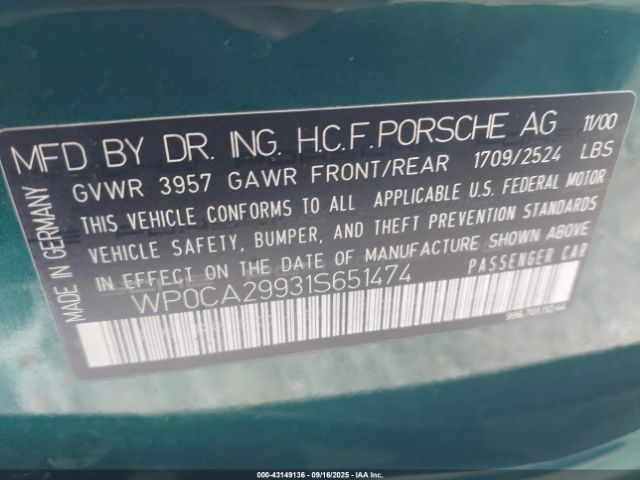 MFD BY DR. ING. H.C.F. PORSCHE AG 11/00
GVWR 3957 GAWR FRONT/REAR 1709/2524 LBS
THIS VEHICLE CONFORMS TO ALL APPLICABLE U.S. FEDERAL MOTOR
VEHICLE SAFETY, BUMPER, AND THEFT PREVENTION STANDARDS
IN EFFECT ON THE DATE OF MANUFACTURE SHOWN ABOVE
WP0CA29931S651474 PASSENGER CAR
MADE IN GERMANY
000-43149136 - 09/16/2025 - IAA Inc.